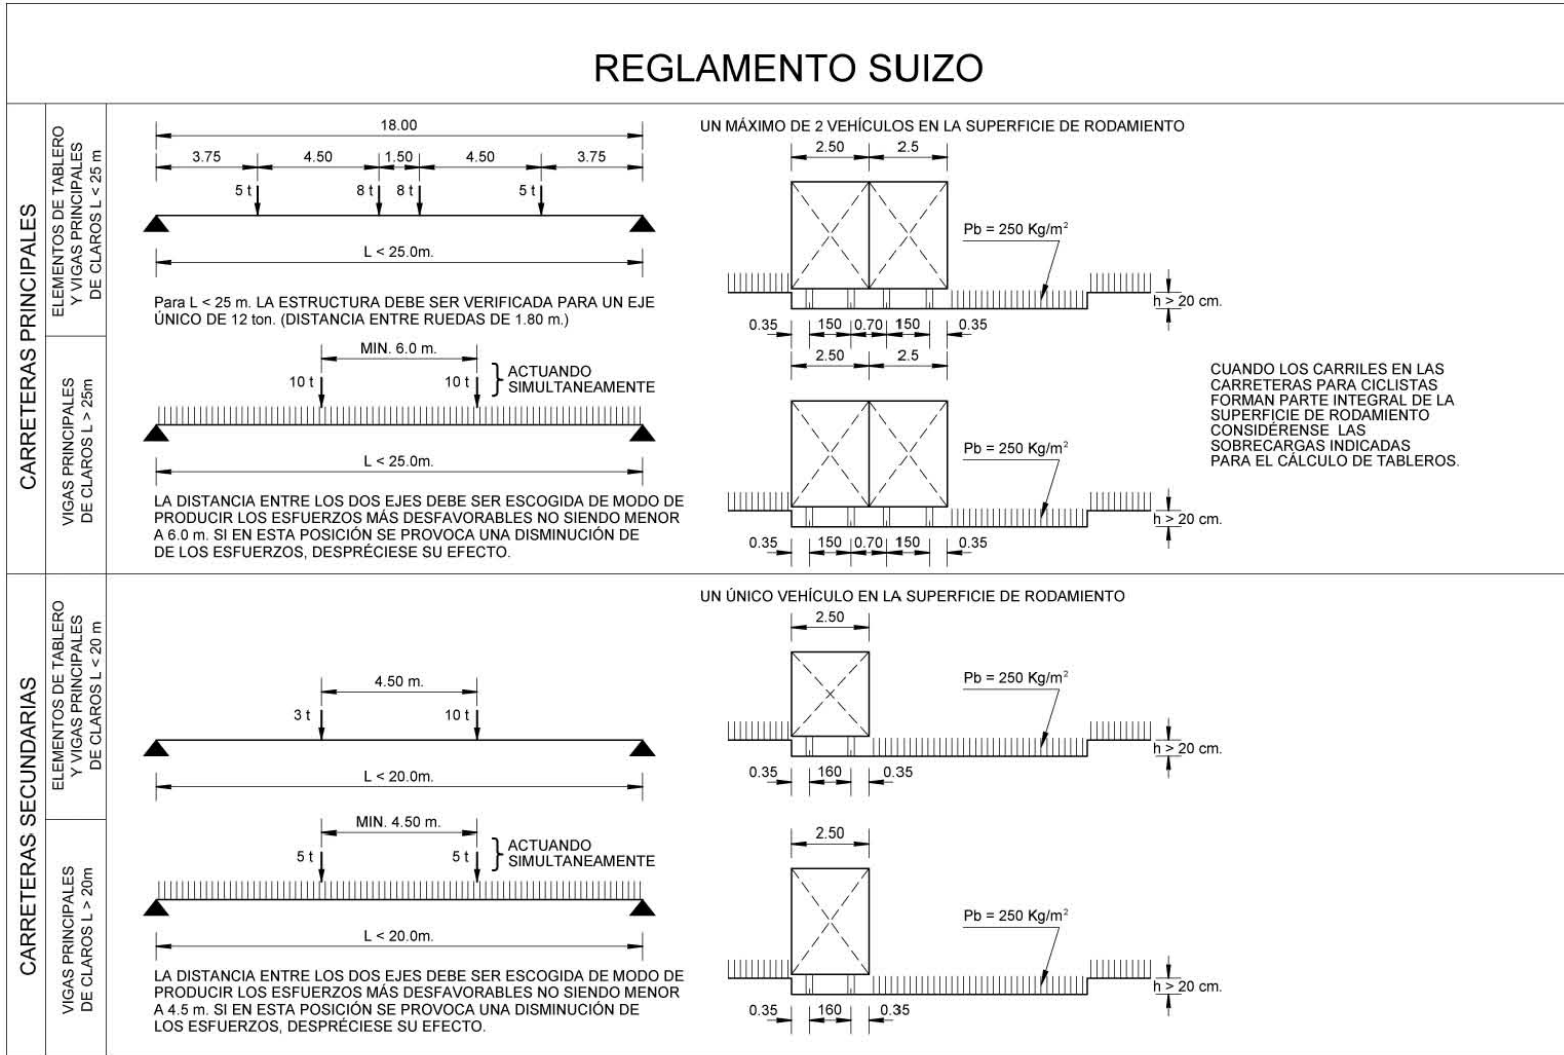 REGLAMENTO SUIZO
CARRETERAS PRINCIPALES
ELEMENTOS DE TABLERO
Y VIGAS PRINCIPALES
DE CLAROS L < 25 m
18.00
3.75 4.50 1.50 4.50 3.75
5 t 8 t 8 t 5 t
L < 25.0m.
Para L < 25 m. LA ESTRUCTURA DEBE SER VERIFICADA PARA UN EJE
ÚNICO DE 12 ton. (DISTANCIA ENTRE RUEDAS DE 1.80 m.)
UN MÁXIMO DE 2 VEHÍCULOS EN LA SUPERFICIE DE RODAMIENTO
2.50 2.5
Pb = 250 Kg/m²
h > 20 cm.
0.35 150 0.70 150 0.35
VIGAS PRINCIPALES
DE CLAROS L > 25m
MIN. 6.0 m.
10 t 10 t
ACTUANDO
SIMULTANEAMENTE
L < 25.0m.
LA DISTANCIA ENTRE LOS DOS EJES DEBE SER ESCOGIDA DE MODO DE
PRODUCIR LOS ESFUERZOS MÁS DESFAVORABLES NO SIENDO MENOR
A 6.0 m. SI EN ESTA POSICIÓN SE PROVOCA UNA DISMINUCIÓN DE
DE LOS ESFUERZOS, DESPRÉCIESE SU EFECTO.
2.50 2.5
Pb = 250 Kg/m²
h > 20 cm.
0.35 150 0.70 150 0.35
CUANDO LOS CARRILES EN LAS
CARRETERAS PARA CICLISTAS
FORMAN PARTE INTEGRAL DE LA
SUPERFICIE DE RODAMIENTO
CONSIDÉRENSE LAS
SOBRECARGAS INDICADAS
PARA EL CÁLCULO DE TABLEROS.
CARRETERAS SECUNDARIAS
ELEMENTOS DE TABLERO
Y VIGAS PRINCIPALES
DE CLAROS L < 20 m
4.50 m.
3 t 10 t
L < 20.0m.
UN ÚNICO VEHÍCULO EN LA SUPERFICIE DE RODAMIENTO
2.50
Pb = 250 Kg/m²
h > 20 cm.
0.35 160 0.35
VIGAS PRINCIPALES
DE CLAROS L > 20m
MIN. 4.50 m.
5 t 5 t
ACTUANDO
SIMULTANEAMENTE
L < 20.0m.
LA DISTANCIA ENTRE LOS DOS EJES DEBE SER ESCOGIDA DE MODO DE
PRODUCIR LOS ESFUERZOS MÁS DESFAVORABLES NO SIENDO MENOR
A 4.5 m. SI EN ESTA POSICIÓN SE PROVOCA UNA DISMINUCIÓN DE
LOS ESFUERZOS, DESPRÉCIESE SU EFECTO.
2.50
Pb = 250 Kg/m²
h > 20 cm.
0.35 160 0.35